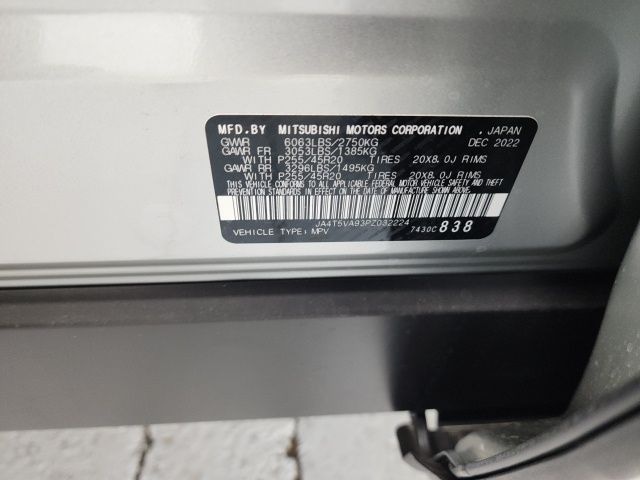 MFD.BY MITSUBISHI MOTORS CORPORATION , JAPAN
GVWR 6063LBS/2750KG DEC 2022
GAWR FR 3053LBS/1385KG
WITH P255/45R20 TIRES 20X8.0J RIMS
GAWR RR 3296LBS/1495KG
WITH P255/45R20 TIRES 20X8.0J RIMS
THIS VEHICLE CONFORMS TO ALL APPLICABLE FEDERAL MOTOR VEHICLE SAFETY AND THEFT
PREVENTION STANDARDS IN EFFECT ON THE DATE OF MANUFACTURE SHOWN ABOVE.
JA4T5VA93PZ032224
VEHICLE TYPE: MPV 7430C 838